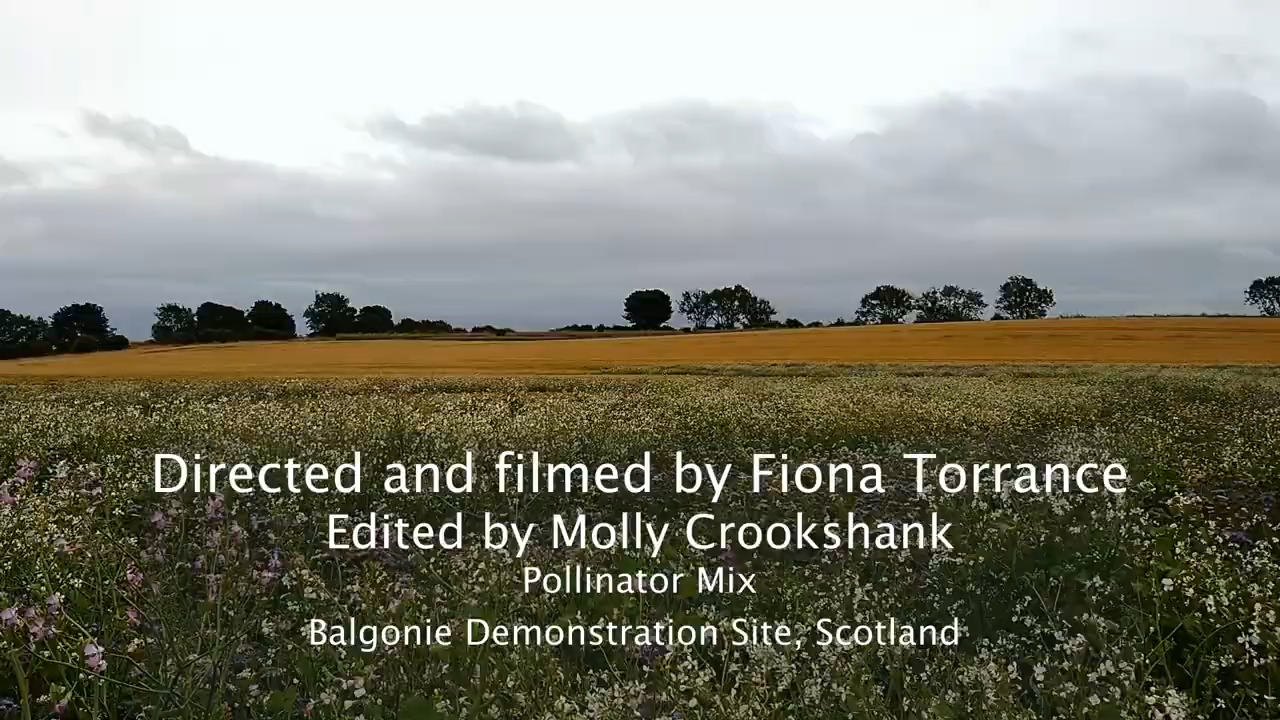 Directed and filmed by Fiona Torrance
Edited by Molly Crookshank
Pollinator Mix
Balgonie Demonstration Site, Scotland